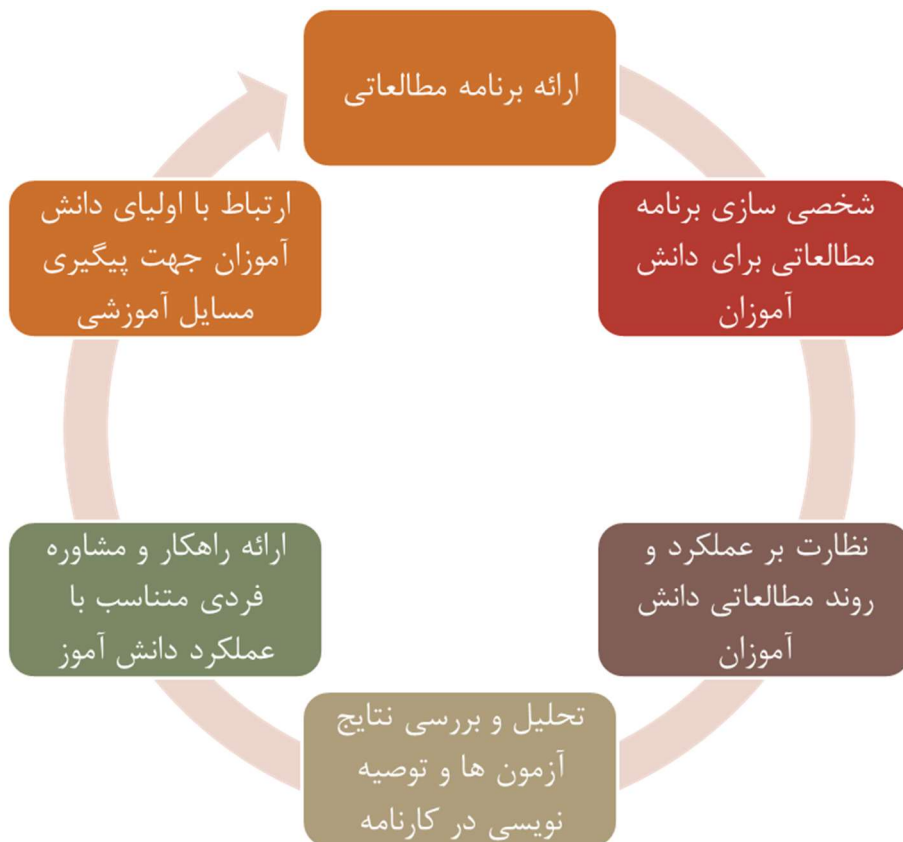 ارائه برنامه مطالعاتی
شخصی سازی برنامه
مطالعاتی برای دانش
آموزان
نظارت بر عملکرد و
روند مطالعاتی دانش
آموزان
تحلیل و بررسی نتایج
آزمون ها و توصیه
نویسی در کارنامه
ارائه راهکار و مشاوره
فردی متناسب با
عملکرد دانش آموز
ارتباط با اولیای دانش
آموزان جهت پیگیری
مسایل آموزشی